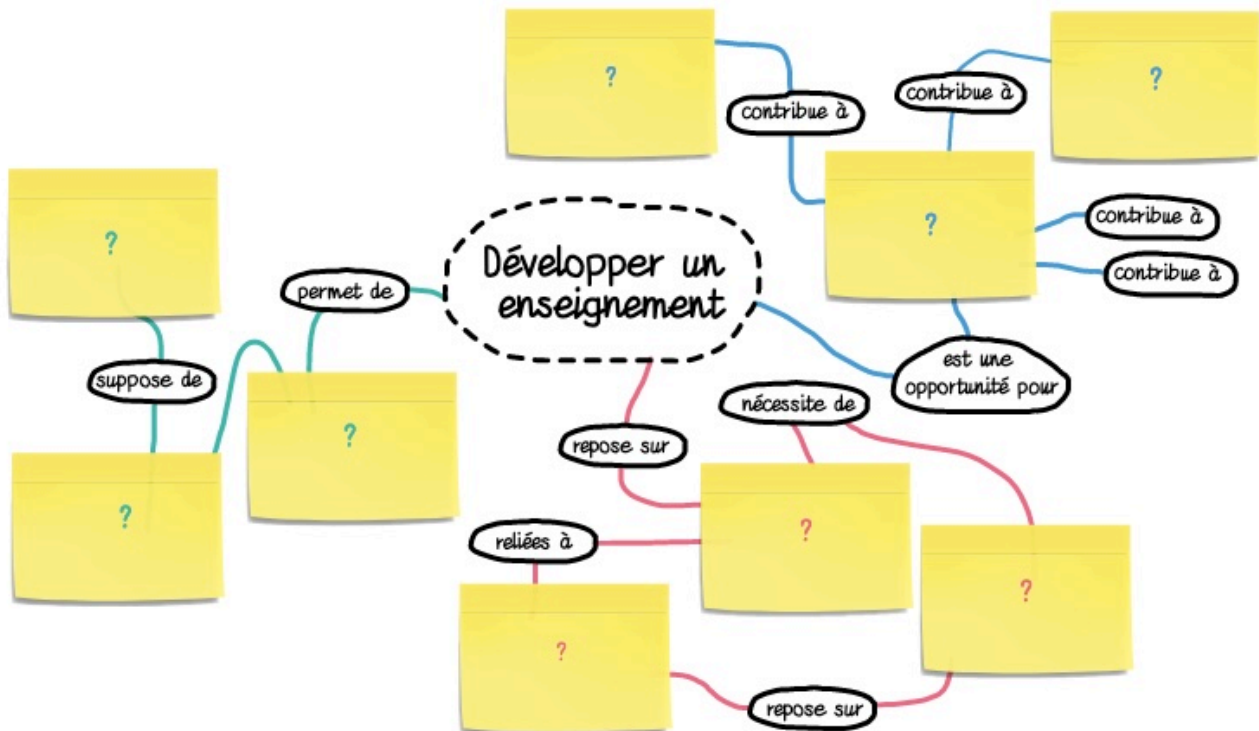 ?
contribue à
contribue à
?
?
?
contribue à
contribue à
Développer un
enseignement
permet de
est une
opportunité pour
suppose de
nécessite de
?
repose sur
?
?
reliées à
?
?
repose sur